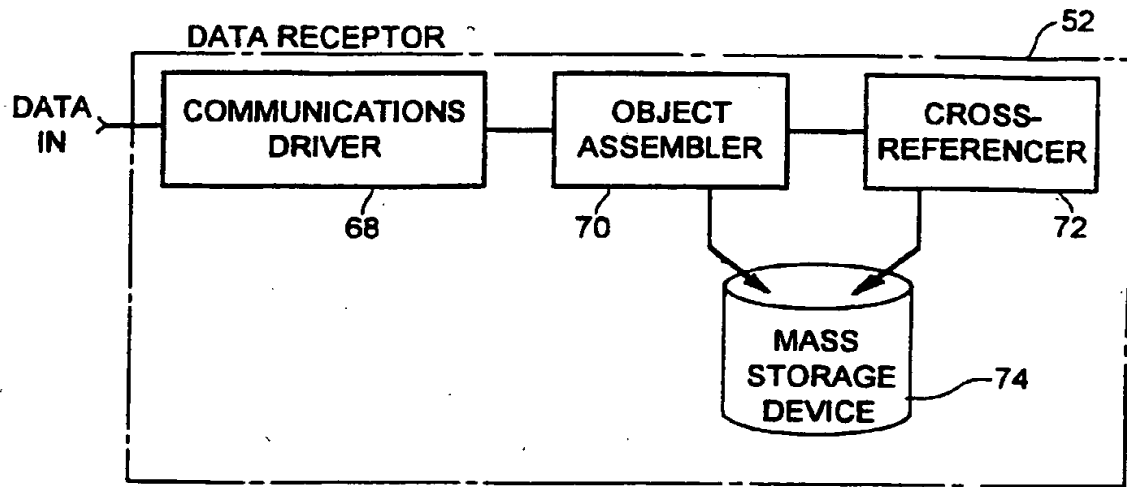 DATA RECEPTOR
52
DATA
IN
COMMUNICATIONS
DRIVER
68
OBJECT
ASSEMBLER
70
CROSS-
REFERENCER
72
MASS
STORAGE
DEVICE
74